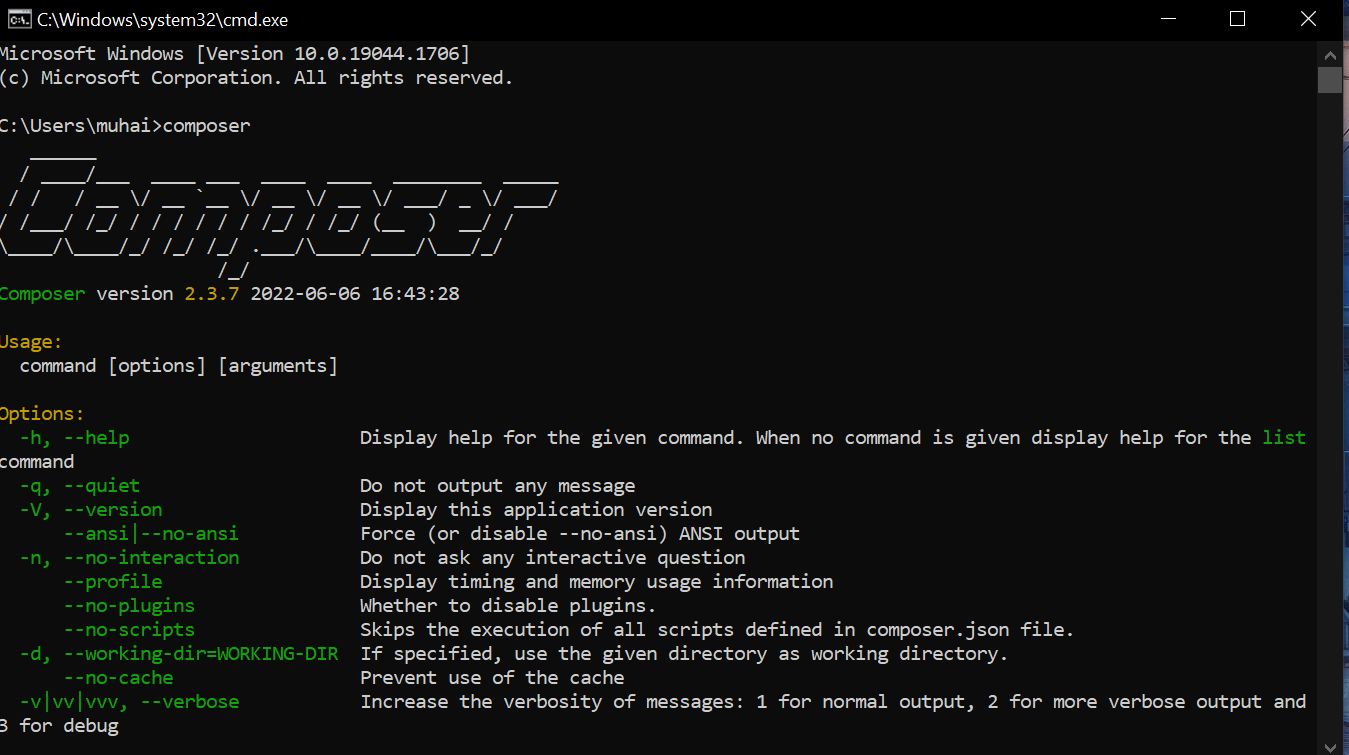 C:\Windows\system32\cmd.exe
Microsoft Windows [Version 10.0.19044.1706]
(c) Microsoft Corporation. All rights reserved.
C:\Users\muhai>composer
Composer
Composer version 2.3.7 2022-06-06 16:43:28
Usage:
command [options] [arguments]
Options:
-h, --help Display help for the given command. When no command is given display help for the list
command
-q, --quiet Do not output any message
-V, --version Display this application version
--ansi|--no-ansi Force (or disable --no-ansi) ANSI output
-n, --no-interaction Do not ask any interactive question
--profile Display timing and memory usage information
--no-plugins Whether to disable plugins.
--no-scripts Skips the execution of all scripts defined in composer.json file.
-d, --working-dir=WORKING-DIR If specified, use the given directory as working directory.
--no-cache Prevent use of the cache
-v|vv|vvv, --verbose Increase the verbosity of messages: 1 for normal output, 2 for more verbose output and
3 for debug